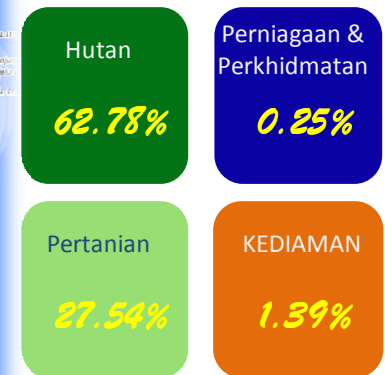 Hutan
62.78%
Perniagaan &
Perkhidmatan
0.25%
Pertanian
27.54%
KEDIAMAN
1.39%